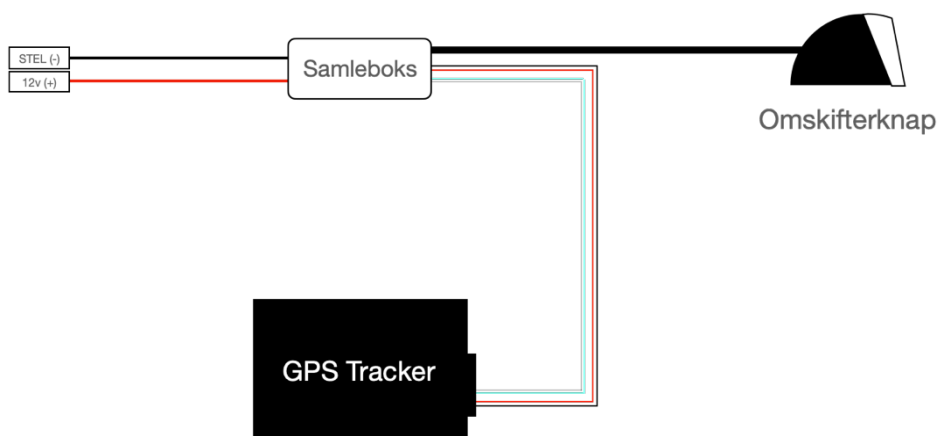 STEL (-)
12v (+)
Samleboks
Omskifterknap
GPS Tracker